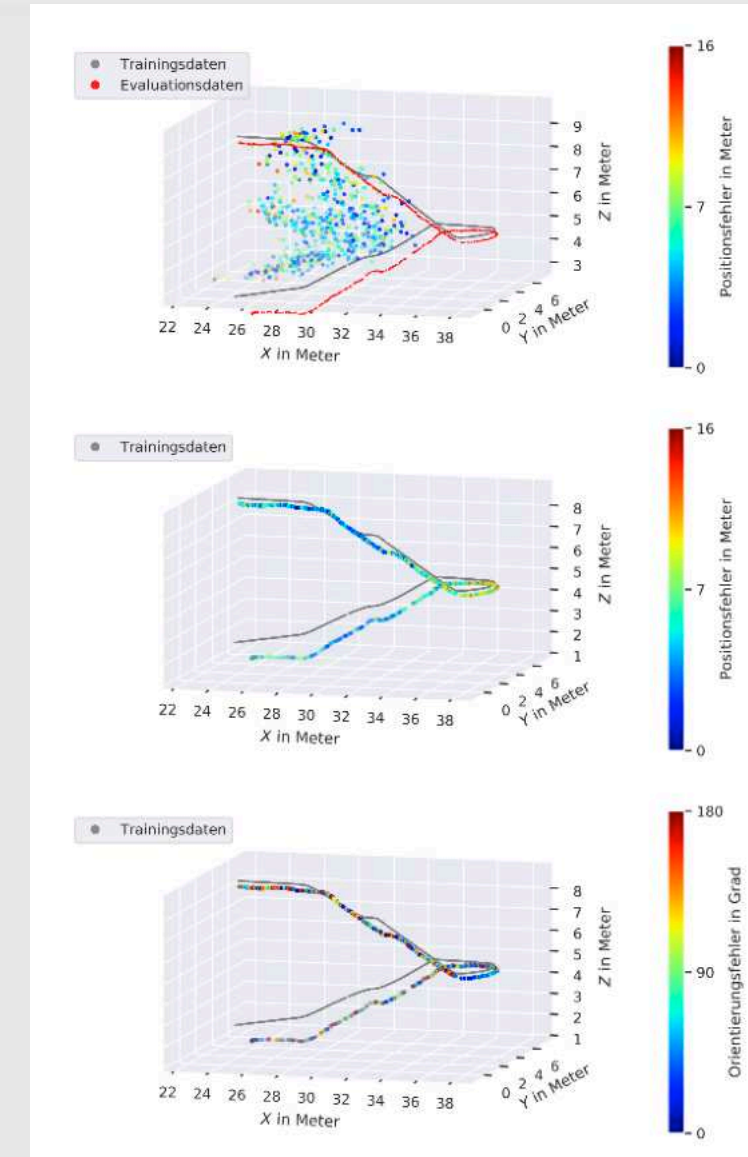 Trainingsdaten
Evaluationsdaten
9
8
7
6
5
4
3
Z in Meter
22 24 26 28 30 32 34 36 38
X in Meter
0 2 4 6
Y in Meter
16
7
0
Positionsfehler in Meter
Trainingsdaten
8
7
6
5
4
3
2
1
Z in Meter
22 24 26 28 30 32 34 36 38
X in Meter
0 2 4 6
Y in Meter
16
7
0
Positionsfehler in Meter
Trainingsdaten
8
7
6
5
4
3
2
1
Z in Meter
22 24 26 28 30 32 34 36 38
X in Meter
0 2 4 6
Y in Meter
180
90
0
Orientierungsfehler in Grad